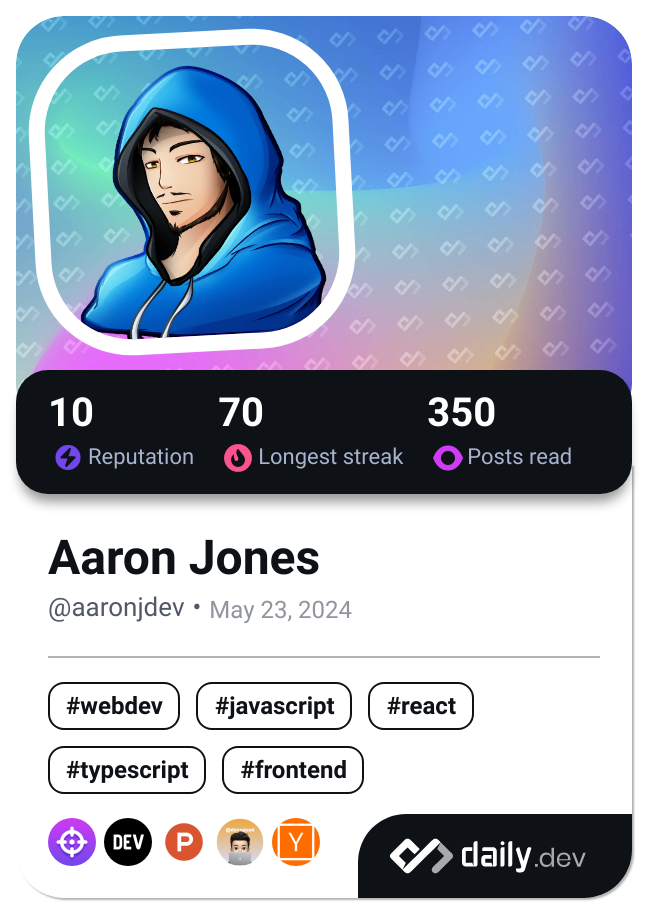 10 70 350
Reputation Longest streak Posts read
Aaron Jones
@aaronjdev • May 23, 2024
#webdev #javascript #react
#typescript #frontend
DEV P Y
daily.dev